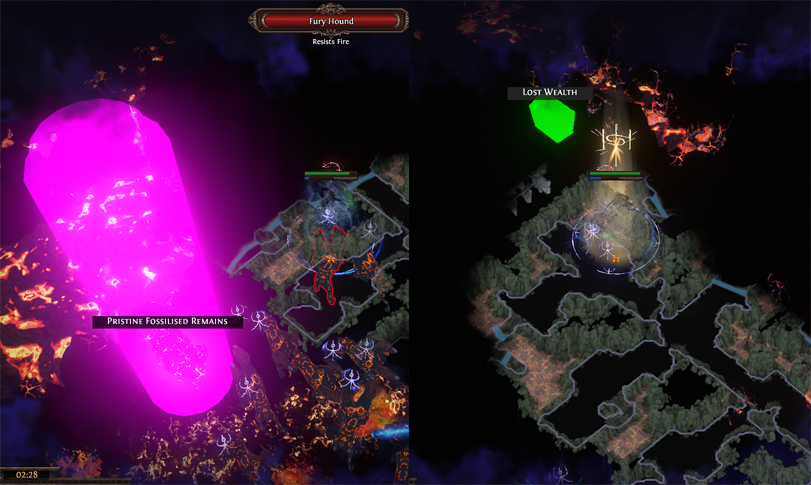 Fury Hound
Resists Fire
Pristine Fossilised Remains
02:28
Lost Wealth